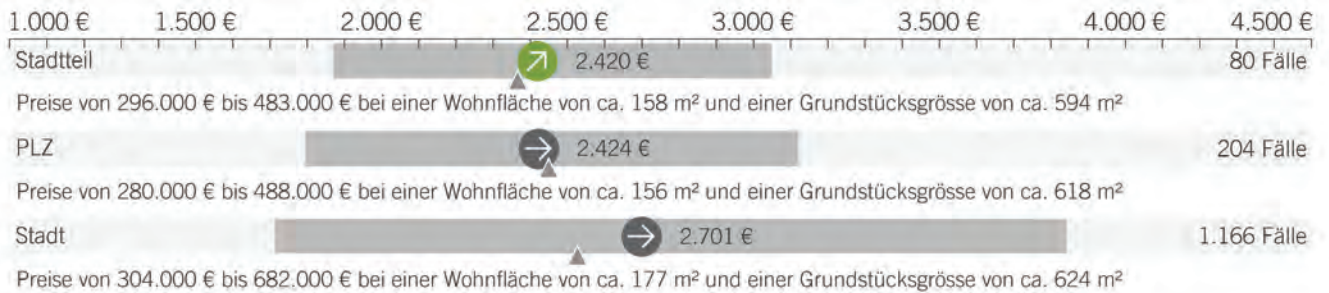 1.000 € 1.500 € 2.000 € 2.500 € 3.000 € 3.500 € 4.000 € 4.500 €
Stadtteil 2.420 € 80 Fälle
Preise von 296.000 € bis 483.000 € bei einer Wohnfläche von ca. 158 m² und einer Grundstücksgrösse von ca. 594 m²
PLZ 2.424 € 204 Fälle
Preise von 280.000 € bis 488.000 € bei einer Wohnfläche von ca. 156 m² und einer Grundstücksgrösse von ca. 618 m²
Stadt 2.701 € 1.166 Fälle
Preise von 304.000 € bis 682.000 € bei einer Wohnfläche von ca. 177 m² und einer Grundstücksgrösse von ca. 624 m²